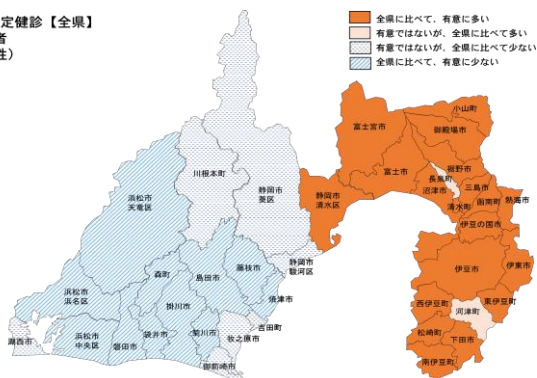 定健診【全県】
者
性）
全県に比べて、有意に多い
有意ではないが、全県に比べて多い
有意ではないが、全県に比べて少ない
全県に比べて、有意に少ない
小山町
御殿場市
富士宮市
裾野市
富士市
長泉町
三島市
沼津市
熱海市
清水町
函南町
伊豆の国市
川根本町
静岡市
葵区
静岡市
清水区
浜松市
天竜区
静岡市
駿河区
伊豆市
伊東市
森町
島田市
藤枝市
浜松市
浜名区
掛川市
焼津市
西伊豆町
東伊豆町
河津町
吉田町
湖西市
浜松市
中央区
磐田市
袋井市
菊川市
牧之原市
松崎町
下田市
御前崎市
南伊豆町